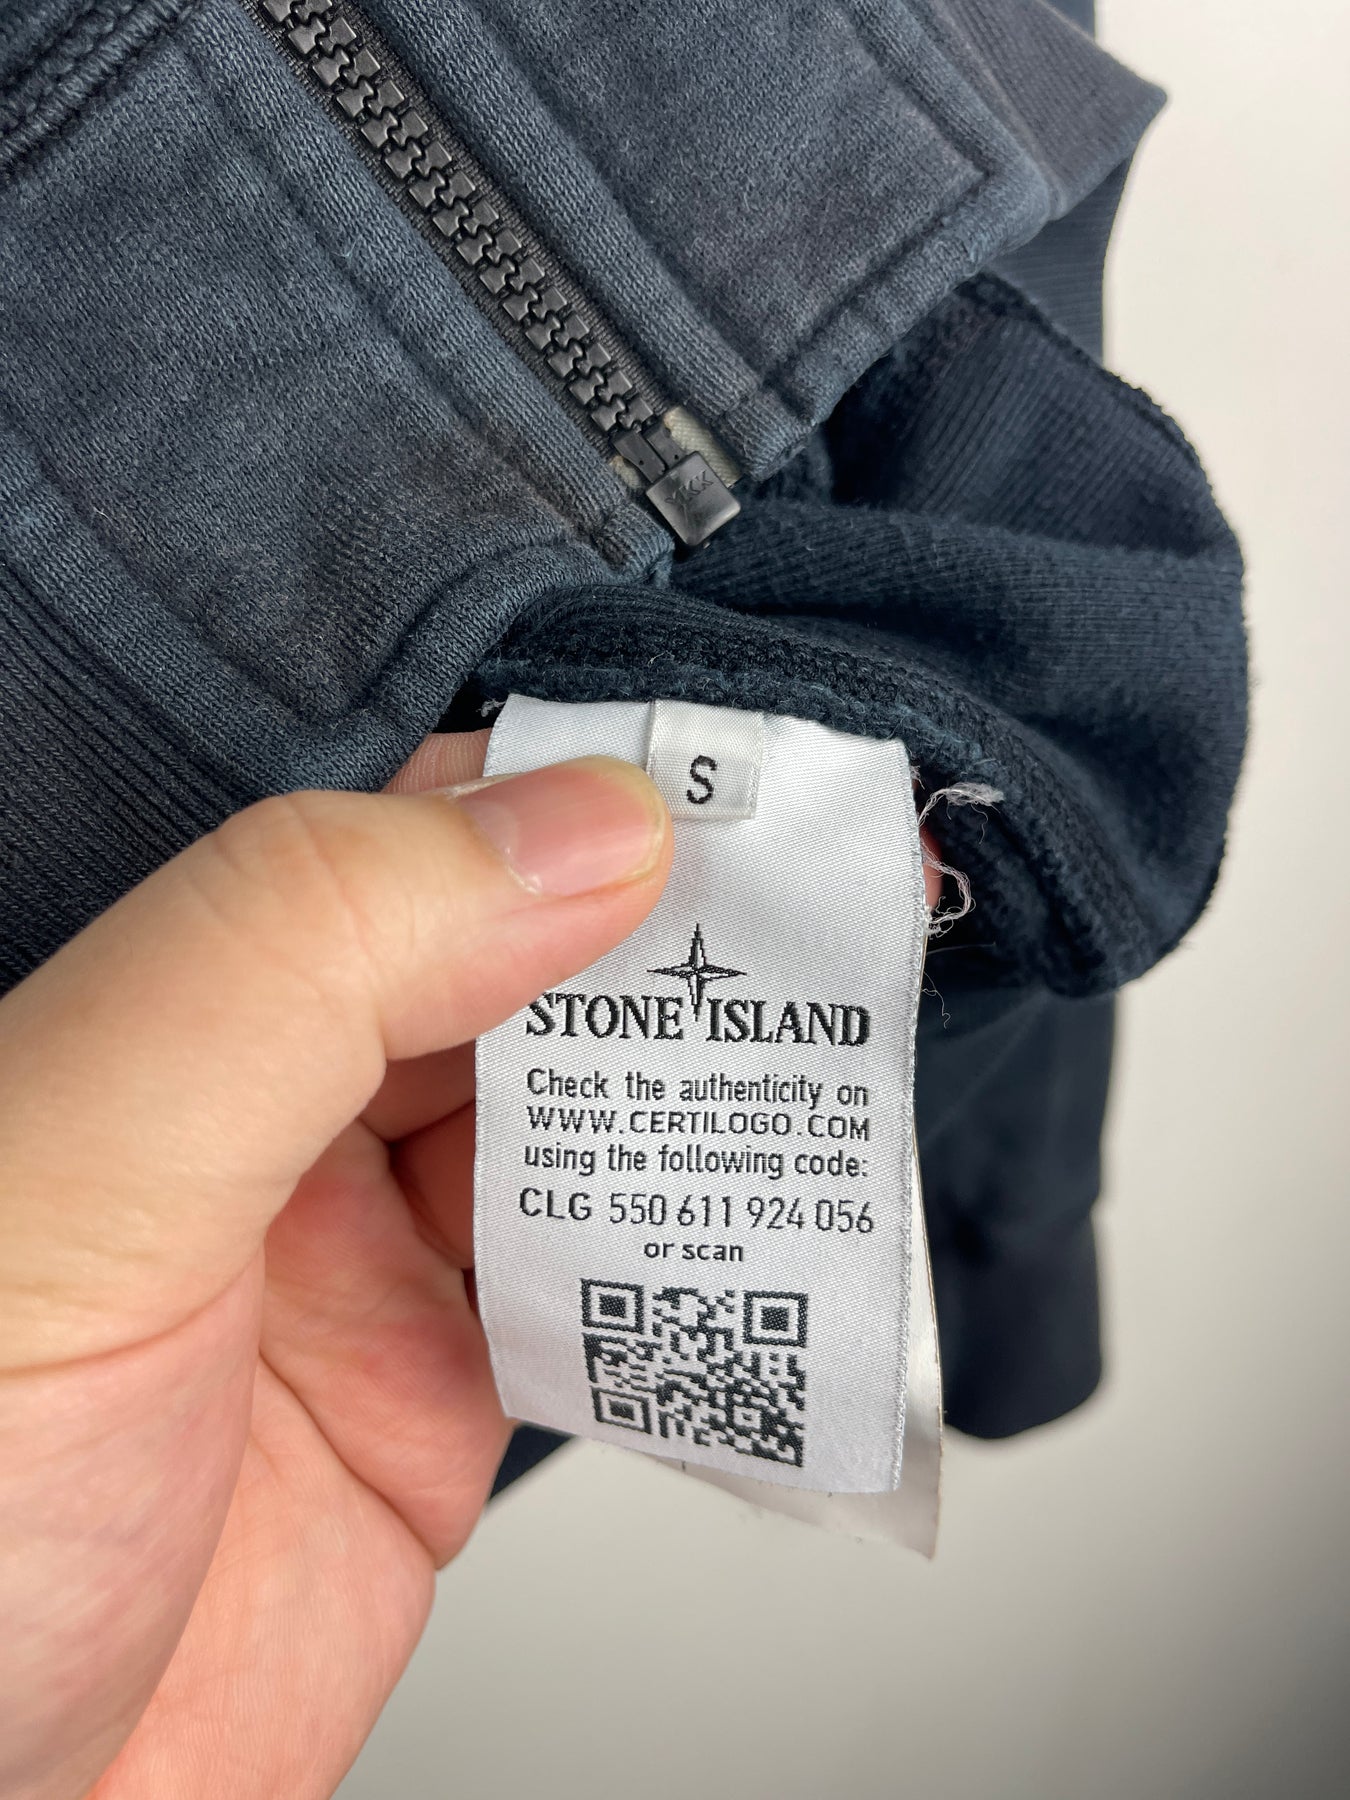 YKK
S
STONE ISLAND
Check the authenticity on
WWW.CERTILOGO.COM
using the following code:
CLG 550 611 924 056
or scan